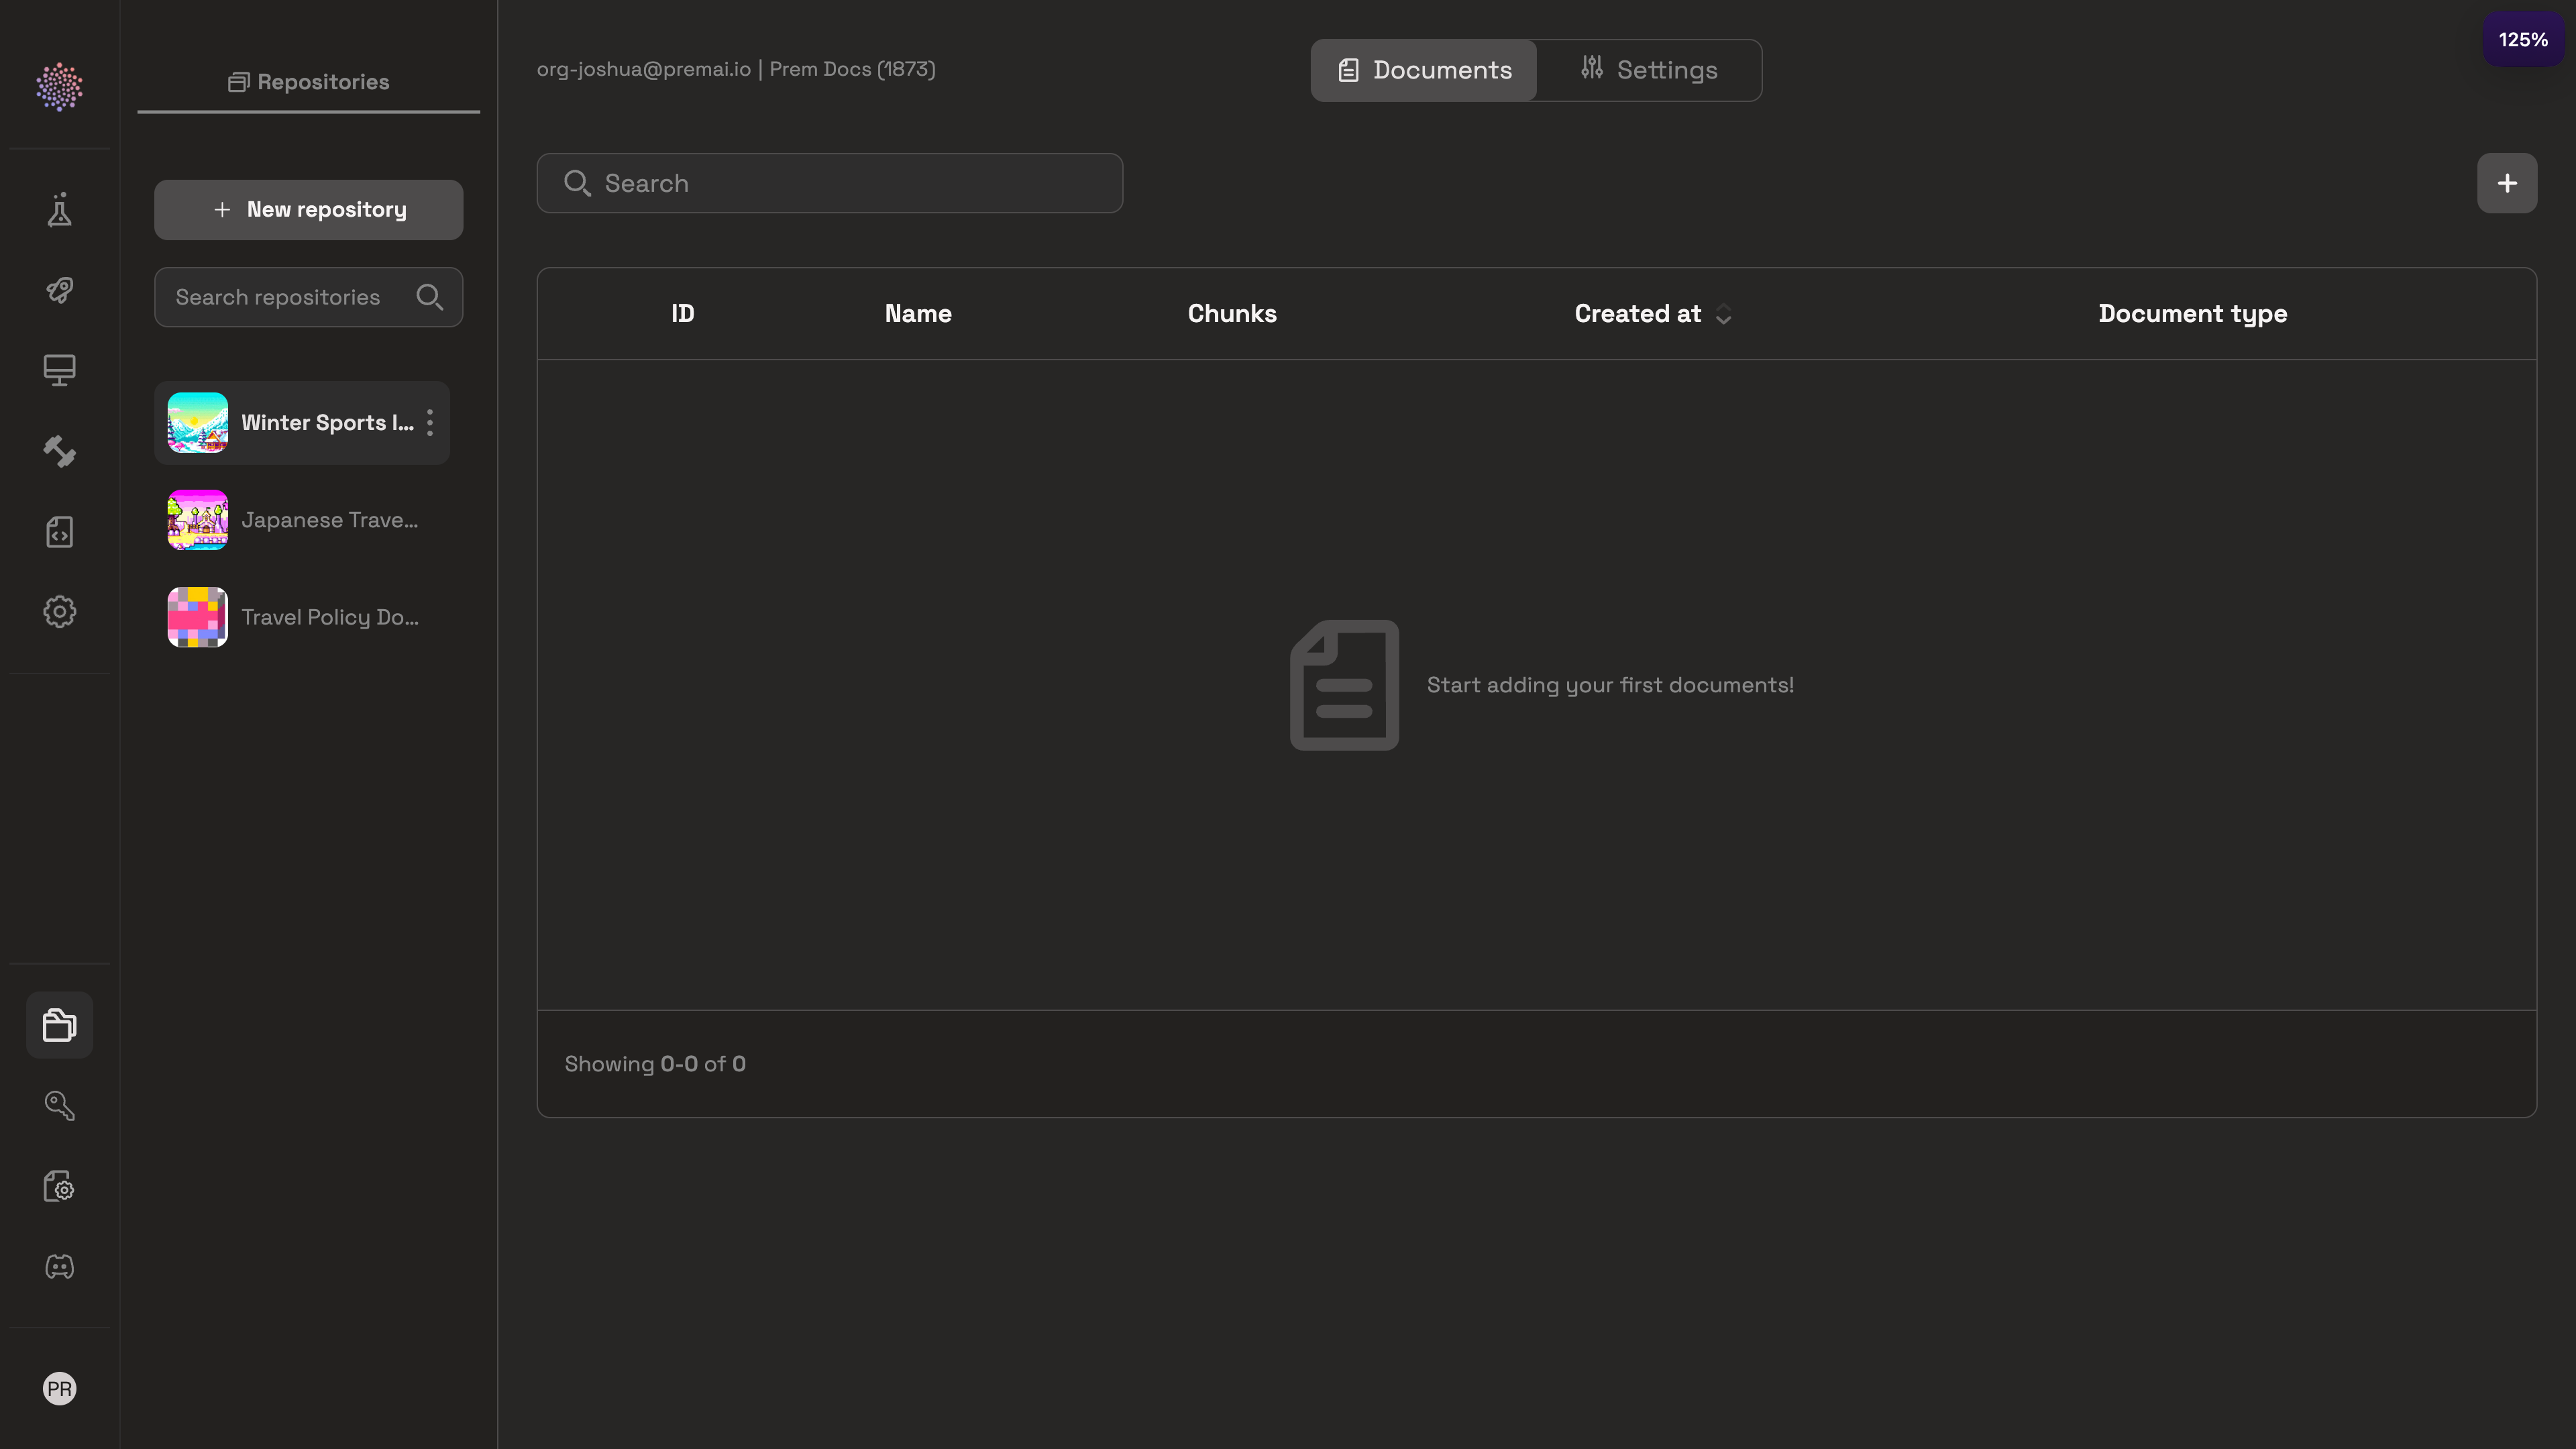 Repositories
New repository
Search repositories
Winter Sports I...
Japanese Trave...
Travel Policy Do...
PR
org-joshua@premai.io | Prem Docs (1873)
Documents
Settings
125%
Search
ID Name Chunks Created at Document type
Start adding your first documents!
Showing 0-0 of 0